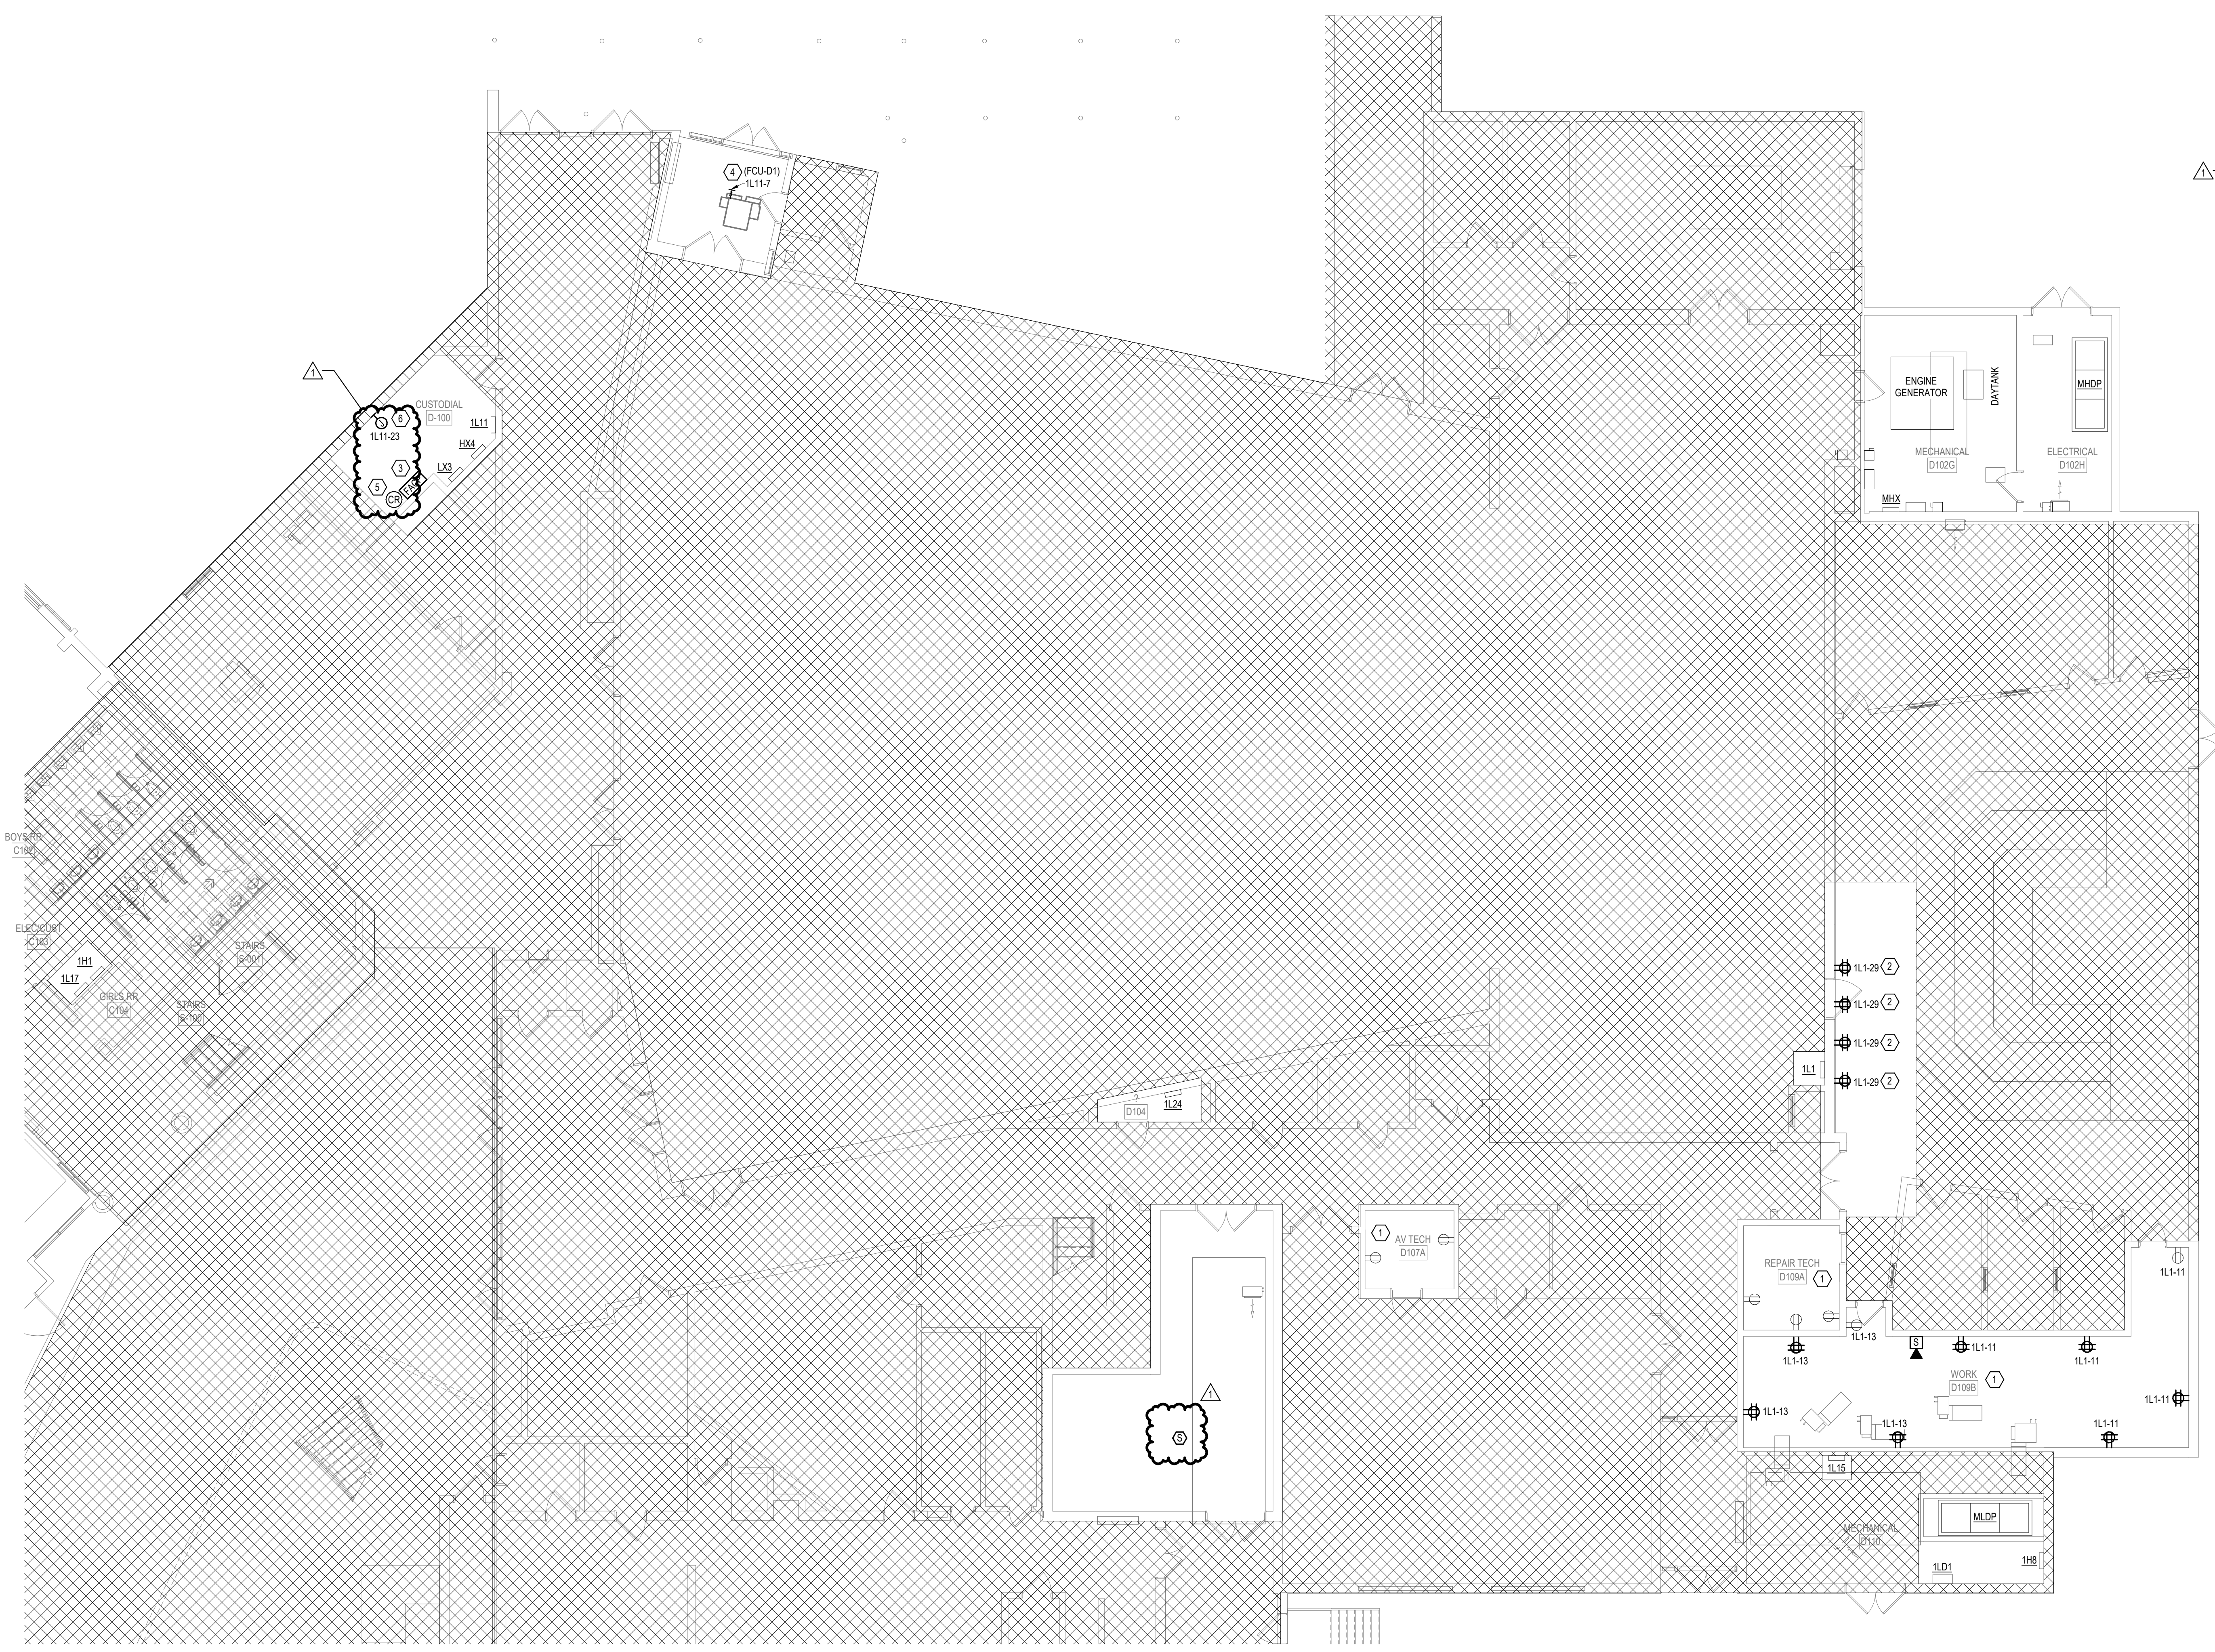 1
4
(FCU-D1)
1L11-7
1
CUSTODIAL
D-100
6
1L11-23
1L11
HX4
3
LX3
5
CR
ENGINE
GENERATOR
DAYTANK
MHDP
MECHANICAL
D102G
ELECTRICAL
D102H
MHX
BOYS RR
C102
ELEC/CUST
C103
1H1
1L17
GIRLS RR
C104
STAIRS
S-001
STAIRS
S-100
1L1-29 2
1L1-29 2
1L1-29 2
1L1-29 2
1L1
?
D104
1L24
1
AV TECH
D107A
REPAIR TECH
D109A
1
1L1-11
1L1-13
1L1-13
S
1L1-11
1L1-11
WORK
D109B
1
1L1-13
1L1-11
1L1-13
1L1-11
1
S
1L15
MECHANICAL
D110
MLDP
1LD1
1H8